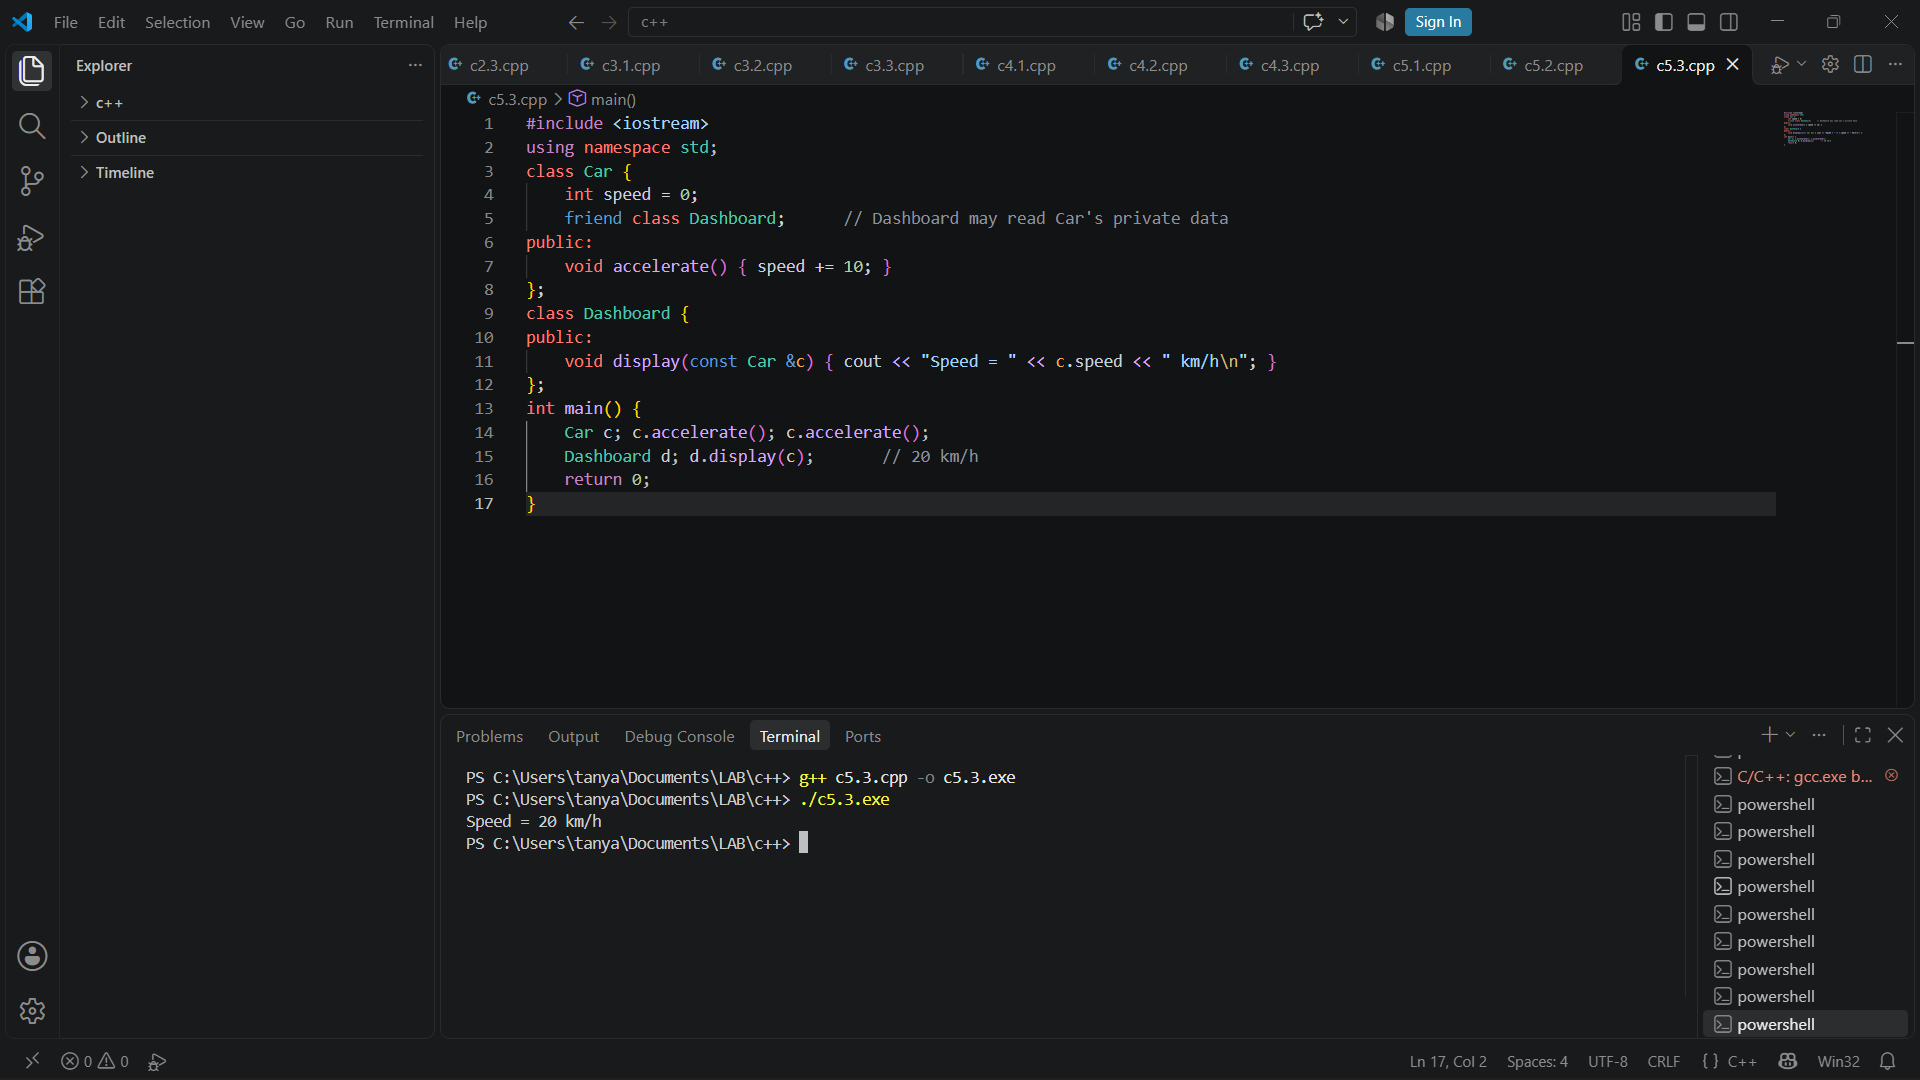 File Edit Selection View Go Run Terminal Help
c++
Sign In
Explorer
c++
Outline
Timeline
c2.3.cpp c3.1.cpp c3.2.cpp c3.3.cpp c4.1.cpp c4.2.cpp c4.3.cpp c5.1.cpp c5.2.cpp c5.3.cpp
c5.3.cpp > main()
1 #include <iostream>
2 using namespace std;
3 class Car {
4     int speed = 0;
5     friend class Dashboard;      // Dashboard may read Car's private data
6 public:
7     void accelerate() { speed += 10; }
8 };
9 class Dashboard {
10 public:
11     void display(const Car &c) { cout << "Speed = " << c.speed << " km/h\n"; }
12 };
13 int main() {
14     Car c; c.accelerate(); c.accelerate();
15     Dashboard d; d.display(c);       // 20 km/h
16     return 0;
17 }
Problems Output Debug Console Terminal Ports
PS C:\Users\tanya\Documents\LAB\c++> g++ c5.3.cpp -o c5.3.exe
PS C:\Users\tanya\Documents\LAB\c++> ./c5.3.exe
Speed = 20 km/h
PS C:\Users\tanya\Documents\LAB\c++>
C/C++: gcc.exe b...
powershell
powershell
powershell
powershell
powershell
powershell
powershell
powershell
powershell
0 0
Ln 17, Col 2 Spaces: 4 UTF-8 CRLF { } C++ Win32